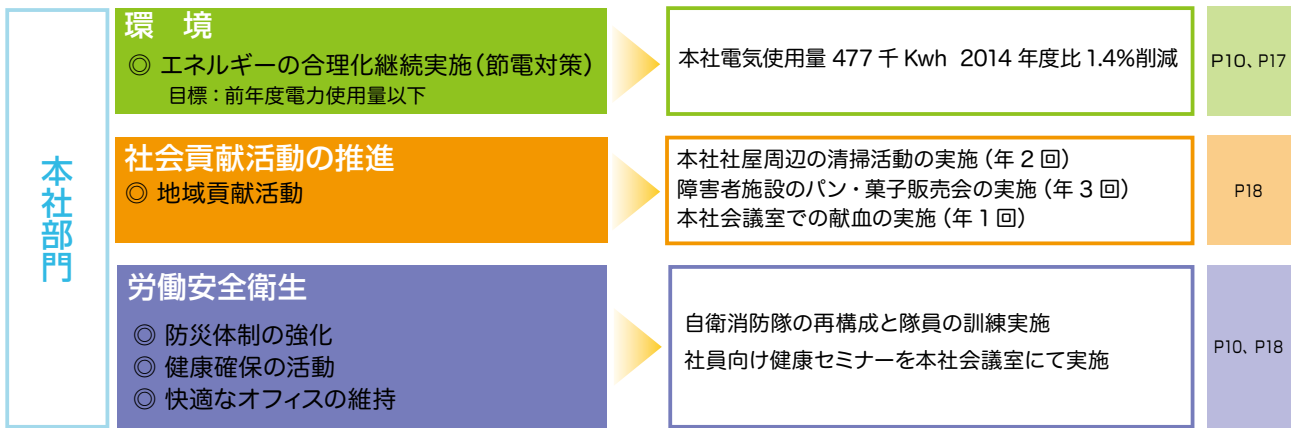 本社部門
環　境
◎ エネルギーの合理化継続実施(節電対策)
目標:前年度電力使用量以下
本社電気使用量 477 千 Kwh 2014 年度比 1.4%削減
P10、P17
社会貢献活動の推進
◎ 地域貢献活動
本社社屋周辺の清掃活動の実施 (年 2 回)
障害者施設のパン・菓子販売会の実施 (年 3 回)
本社会議室での献血の実施 (年 1 回)
P18
労働安全衛生
◎ 防災体制の強化
◎ 健康確保の活動
◎ 快適なオフィスの維持
自衛消防隊の再構成と隊員の訓練実施
社員向け健康セミナーを本社会議室にて実施
P10、P18